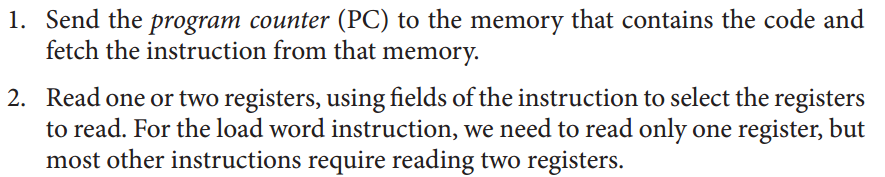 1. Send the program counter (PC) to the memory that contains the code and
fetch the instruction from that memory.
2. Read one or two registers, using fields of the instruction to select the registers
to read. For the load word instruction, we need to read only one register, but
most other instructions require reading two registers.